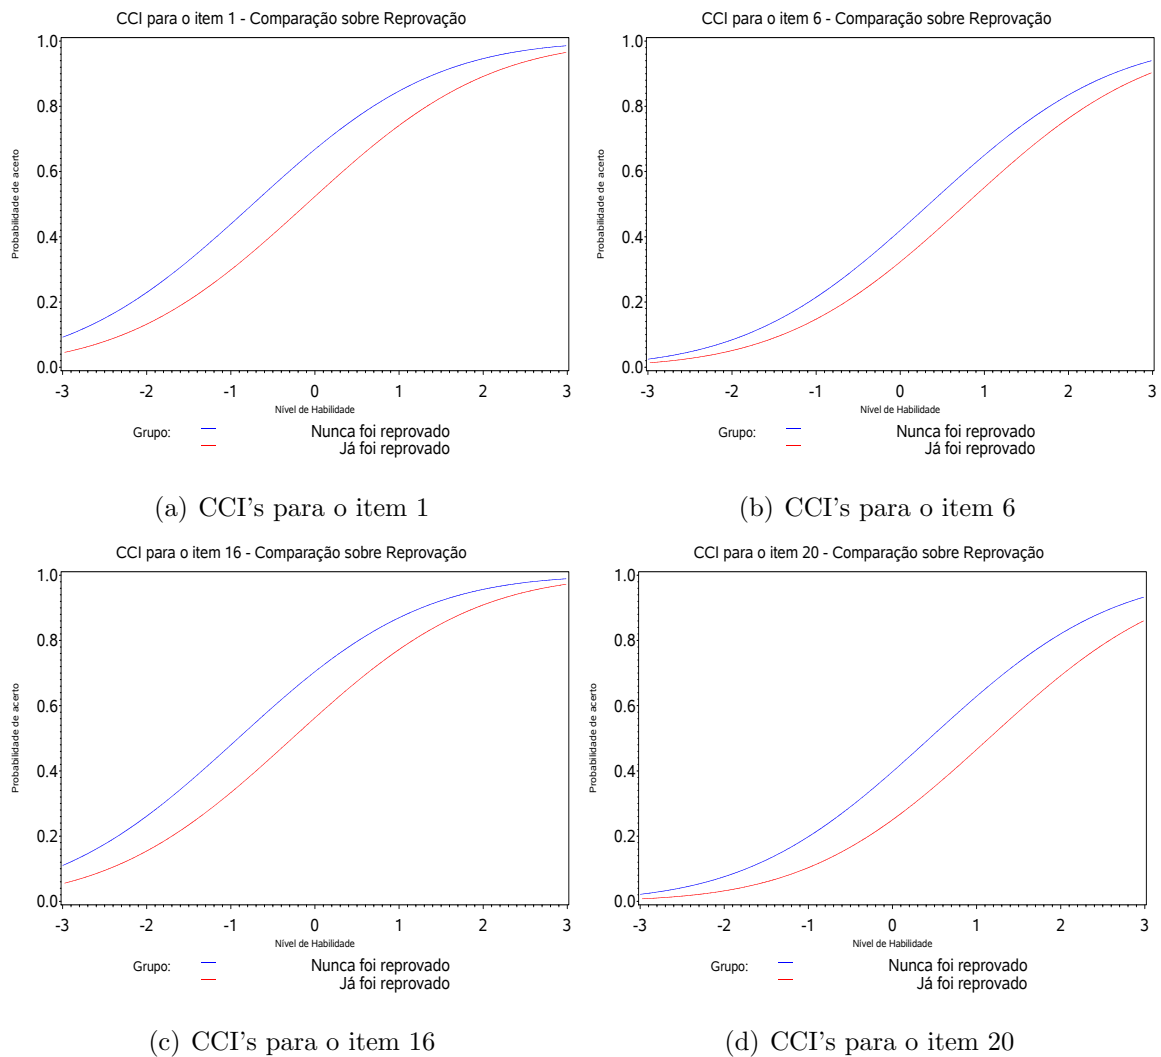 CCI para o item 1 - Comparação sobre Reprovação
1.0
0.8
0.6
0.4
0.2
0.0
Probabilidade de acerto
-3 -2 -1 0 1 2 3
Nível de Habilidade
Grupo: Nunca foi reprovado
Já foi reprovado
(a) CCI's para o item 1
CCI para o item 6 - Comparação sobre Reprovação
1.0
0.8
0.6
0.4
0.2
0.0
Probabilidade de acerto
-3 -2 -1 0 1 2 3
Nível de Habilidade
Grupo: Nunca foi reprovado
Já foi reprovado
(b) CCI's para o item 6
CCI para o item 16 - Comparação sobre Reprovação
1.0
0.8
0.6
0.4
0.2
0.0
Probabilidade de acerto
-3 -2 -1 0 1 2 3
Nível de Habilidade
Grupo: Nunca foi reprovado
Já foi reprovado
(c) CCI's para o item 16
CCI para o item 20 - Comparação sobre Reprovação
1.0
0.8
0.6
0.4
0.2
0.0
Probabilidade de acerto
-3 -2 -1 0 1 2 3
Nível de Habilidade
Grupo: Nunca foi reprovado
Já foi reprovado
(d) CCI's para o item 20